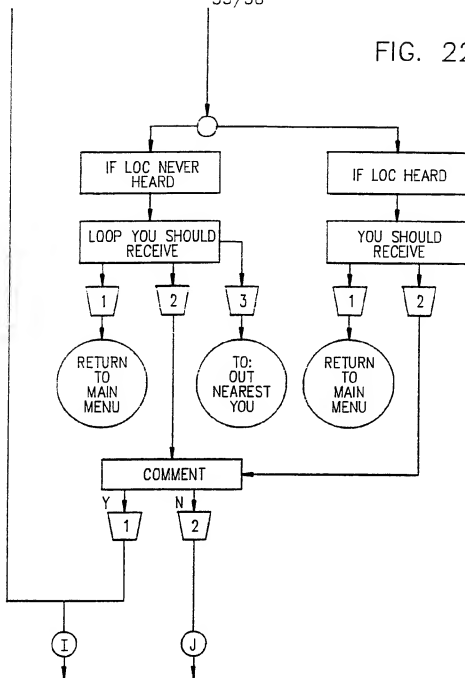 FIG. 22
IF LOC NEVER
HEARD
IF LOC HEARD
LOOP YOU SHOULD
RECEIVE
YOU SHOULD
RECEIVE
1
2
3
1
2
RETURN
TO
MAIN
MENU
TO:
OUT
NEAREST
YOU
RETURN
TO
MAIN
MENU
COMMENT
Y
N
1
2
I
J